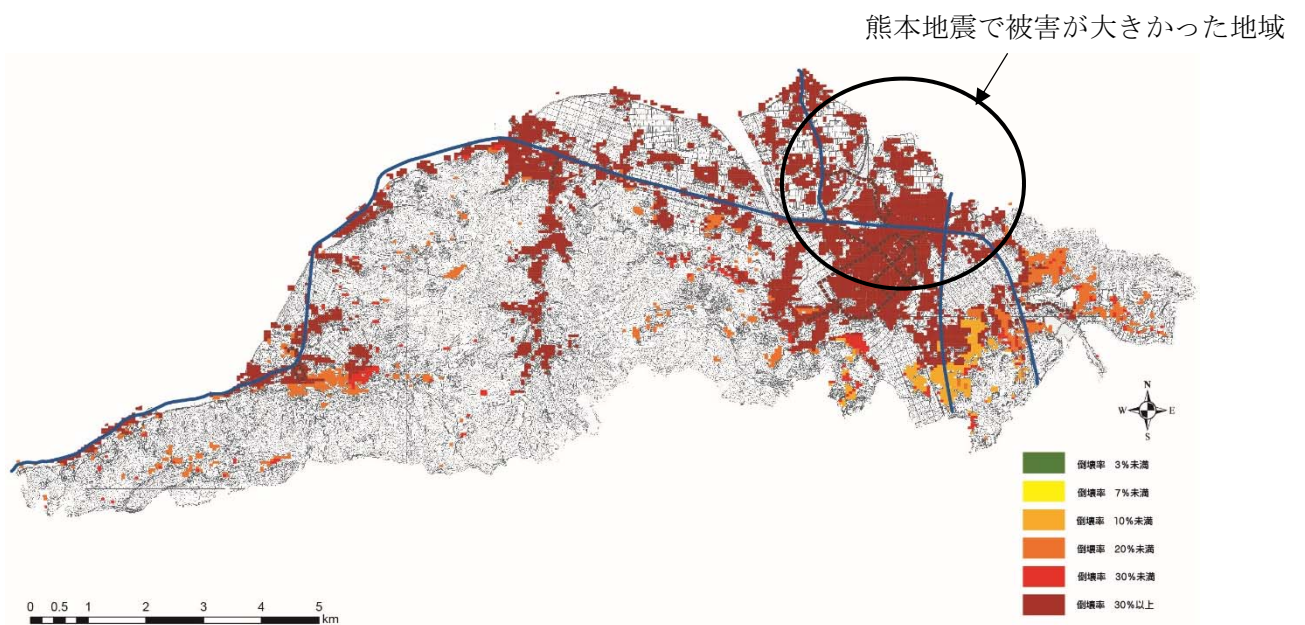 熊本地震で被害が大きかった地域
N
W E
S
倒壊率 3%未満
倒壊率 7%未満
倒壊率 10%未満
倒壊率 20%未満
倒壊率 30%未満
倒壊率 30%以上
0 0.5 1 2 3 4 5
km